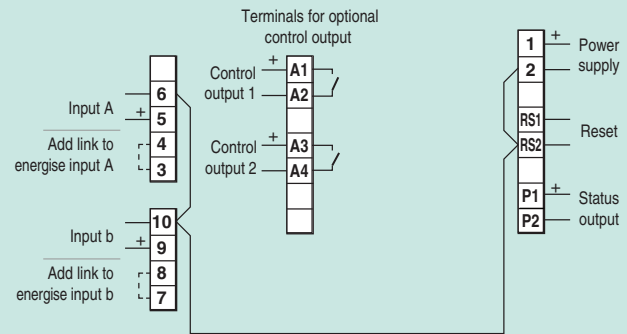 Terminals for optional
control output
6
Input A
+
5
Add link to
energise input A
4
3
10
Input b
+
9
Add link to
energise input b
8
7
Control
output 1
+
A1
A2
Control
output 2
+
A3
A4
1
+
Power
supply
2
RS1
Reset
RS2
P1
+
Status
output
P2